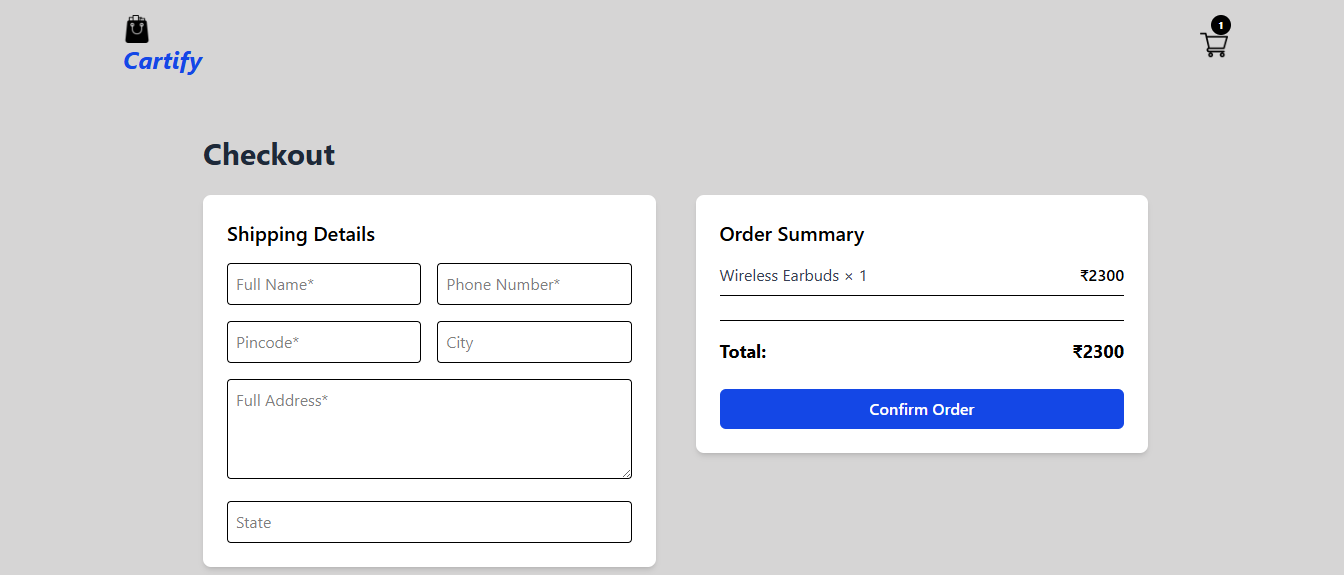 1
Cartify
Checkout
Shipping Details
Full Name*
Phone Number*
Pincode*
City
Full Address*
State
Order Summary
Wireless Earbuds × 1
₹2300
Total:
₹2300
Confirm Order